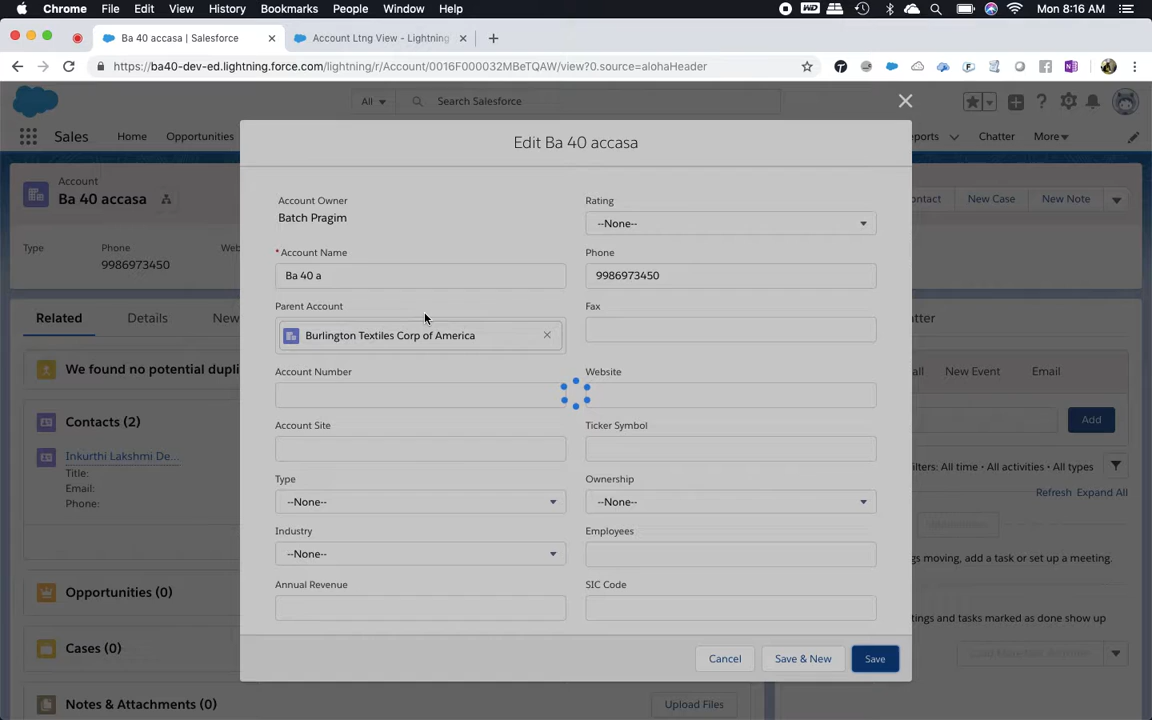 Chrome File Edit View History Bookmarks People Window Help Mon 8:16 AM
Ba 40 accasa | Salesforce
Account Ltng View - Lightning
https://ba40-dev-ed.lightning.force.com/lightning/r/Account/0016F000032MBeTQAW/view?0.source=alohaHeader
All Search Salesforce
Sales Home Opportunities ports Chatter More
Edit Ba 40 accasa
Account
Ba 40 accasa
ontact New Case New Note
Type Phone Web
9986973450
Related Details New atter
We found no potential dupli
Contacts (2)
Inkurthi Lakshmi De...
Title:
Email:
Phone:
Opportunities (0)
Cases (0)
Notes & Attachments (0)
Upload Files
Account Owner
Batch Pragim
Rating
--None--
*Account Name
Ba 40 a
Phone
9986973450
Parent Account
Burlington Textiles Corp of America
Fax
Account Number
Website
Account Site
Ticker Symbol
Type
--None--
Ownership
--None--
Industry
--None--
Employees
Annual Revenue
SIC Code
Cancel Save & New Save
all New Event Email
Add
ilters: All time • All activities • All types
Refresh Expand All
gs moving, add a task or set up a meeting.
tings and tasks marked as done show up